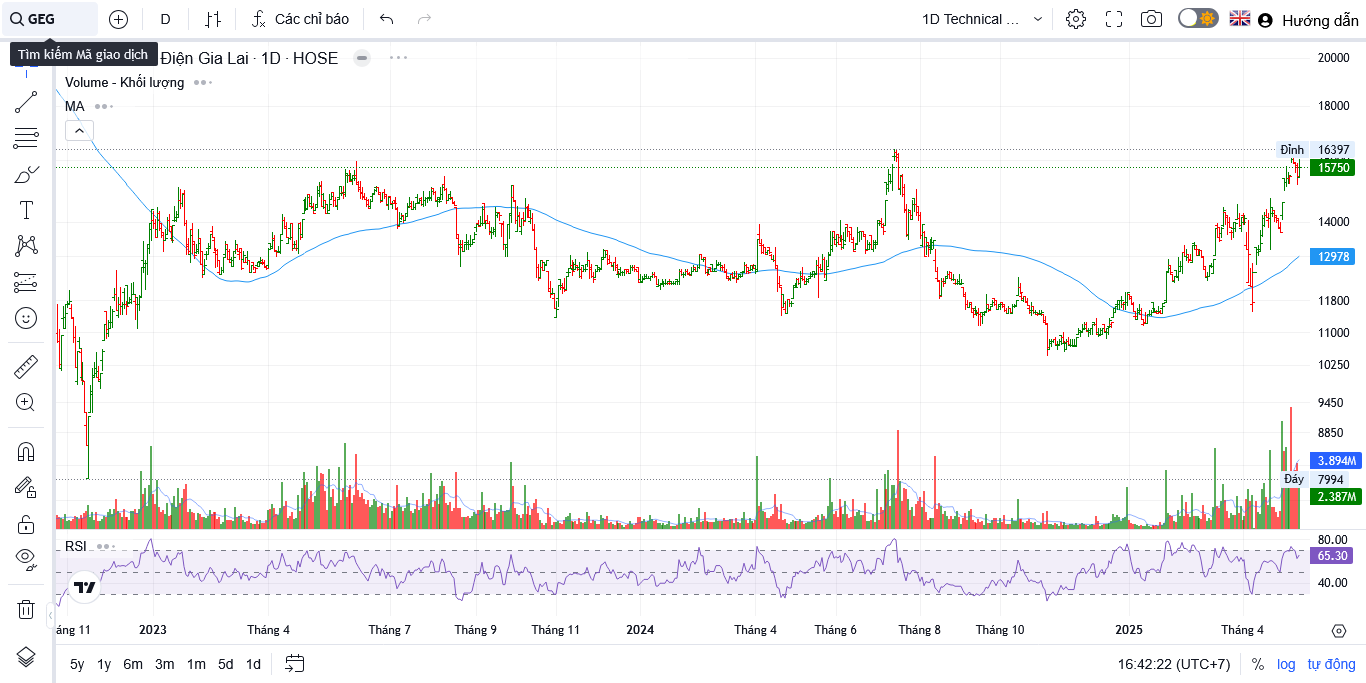 GEG
D
Các chỉ báo
1D Technical ...
Hướng dẫn
Tìm kiếm Mã giao dịch
Điện Gia Lai · 1D · HOSE
Volume - Khối lượng
MA
20000
18000
Đỉnh 16397
15750
14000
12978
11800
11000
10250
9450
8850
3.894M
Đáy 7994
2.387M
RSI
80.00
65.30
40.00
áng 11
2023
Tháng 4
Tháng 7
Tháng 9
Tháng 11
2024
Tháng 4
Tháng 6
Tháng 8
Tháng 10
2025
Tháng 4
5y 1y 6m 3m 1m 5d 1d
16:42:22 (UTC+7) % log tự động